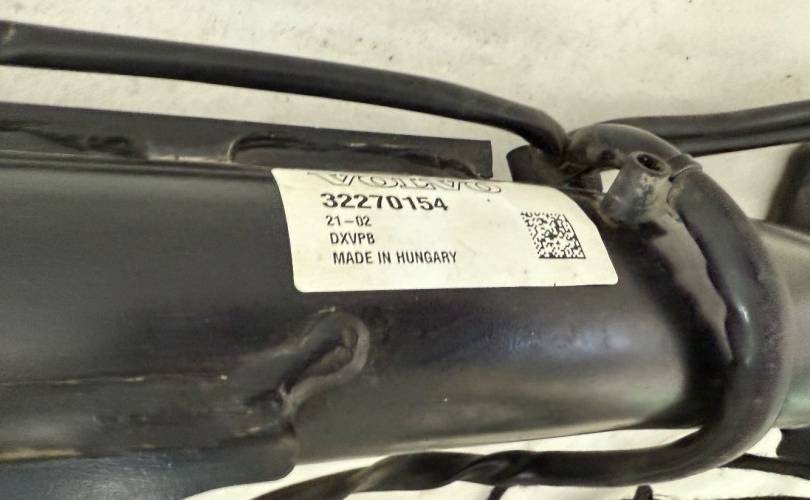 VOLVO
32270154
21-02
DXVPB
MADE IN HUNGARY